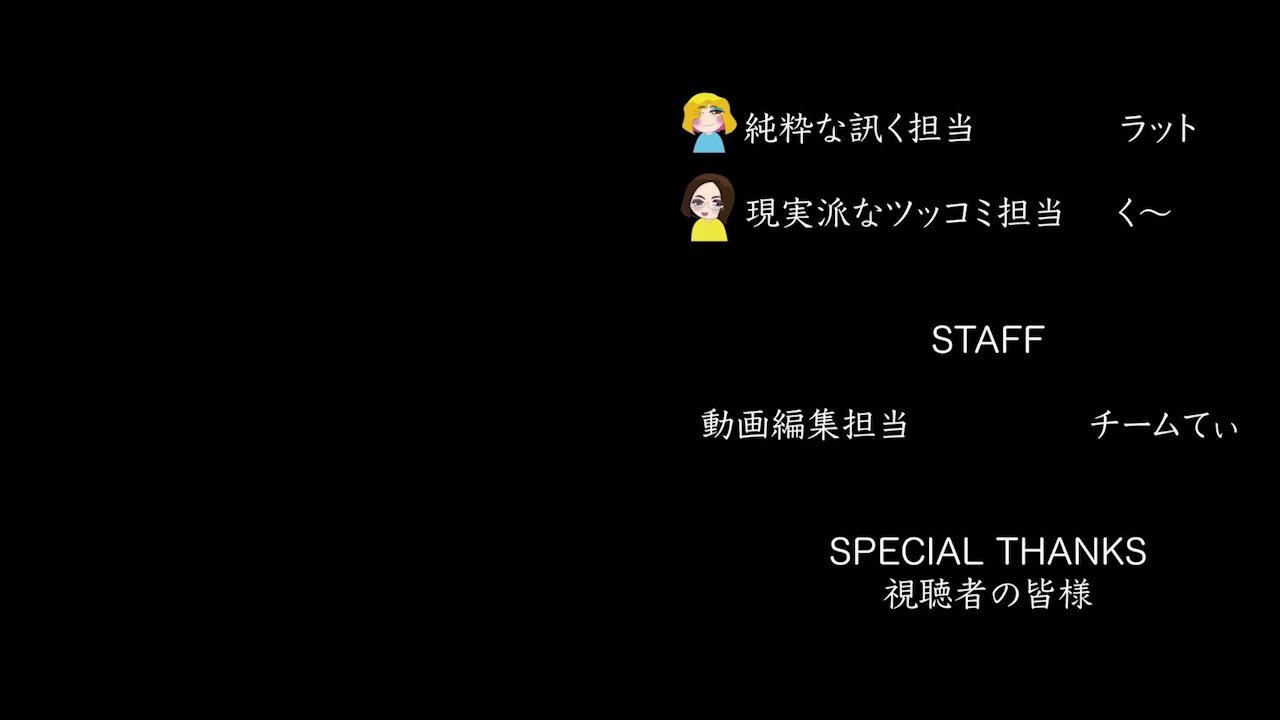 純粋な訊く担当 ラット
現実派なツッコミ担当 く～
STAFF
動画編集担当 チームてぃ
SPECIAL THANKS
視聴者の皆様